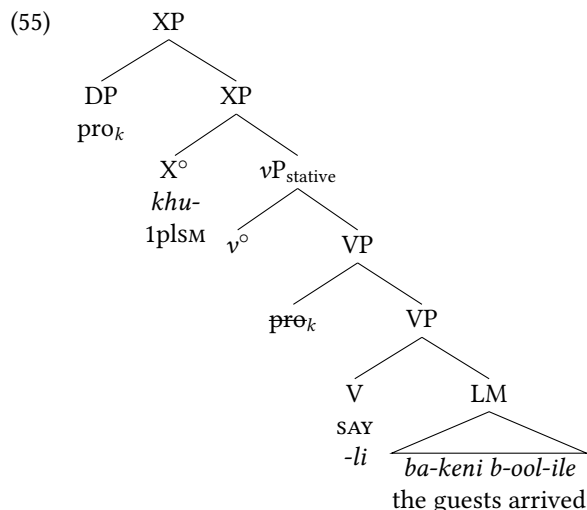 (55) XP
DP XP
pro_k
X° vP_stative
khu-
1plSM v° VP
p̶r̶o̶_k VP
V LM
SAY
-li ba-keni b-ool-ile
the guests arrived